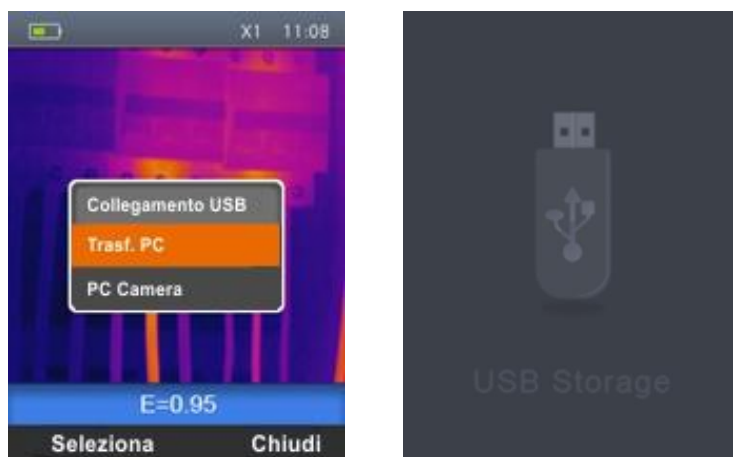 X1 11:08
Collegamento USB
Trasf. PC
PC Camera
E=0.95
Seleziona Chiudi
USB Storage